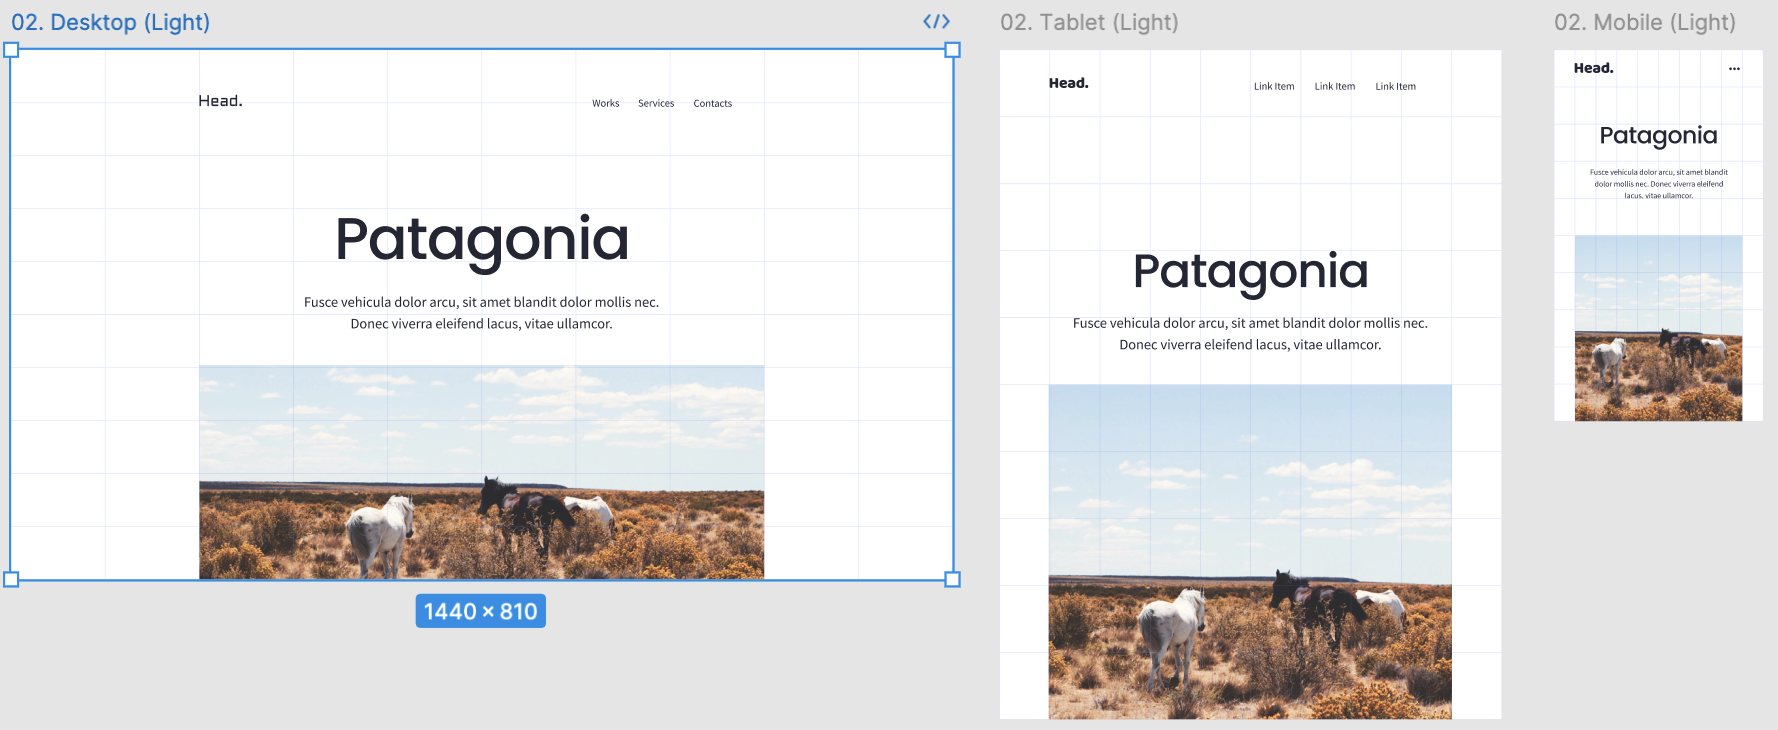 02. Desktop (Light)
</>
Head.
Works Services Contacts
Patagonia
Fusce vehicula dolor arcu, sit amet blandit dolor mollis nec.
Donec viverra eleifend lacus, vitae ullamcor.
1440 × 810
02. Tablet (Light)
Head.
Link Item Link Item Link Item
Patagonia
Fusce vehicula dolor arcu, sit amet blandit dolor mollis nec.
Donec viverra eleifend lacus, vitae ullamcor.
02. Mobile (Light)
Head.
Patagonia
Fusce vehicula dolor arcu, sit amet blandit
dolor mollis nec. Donec viverra eleifend
lacus, vitae ullamcor.